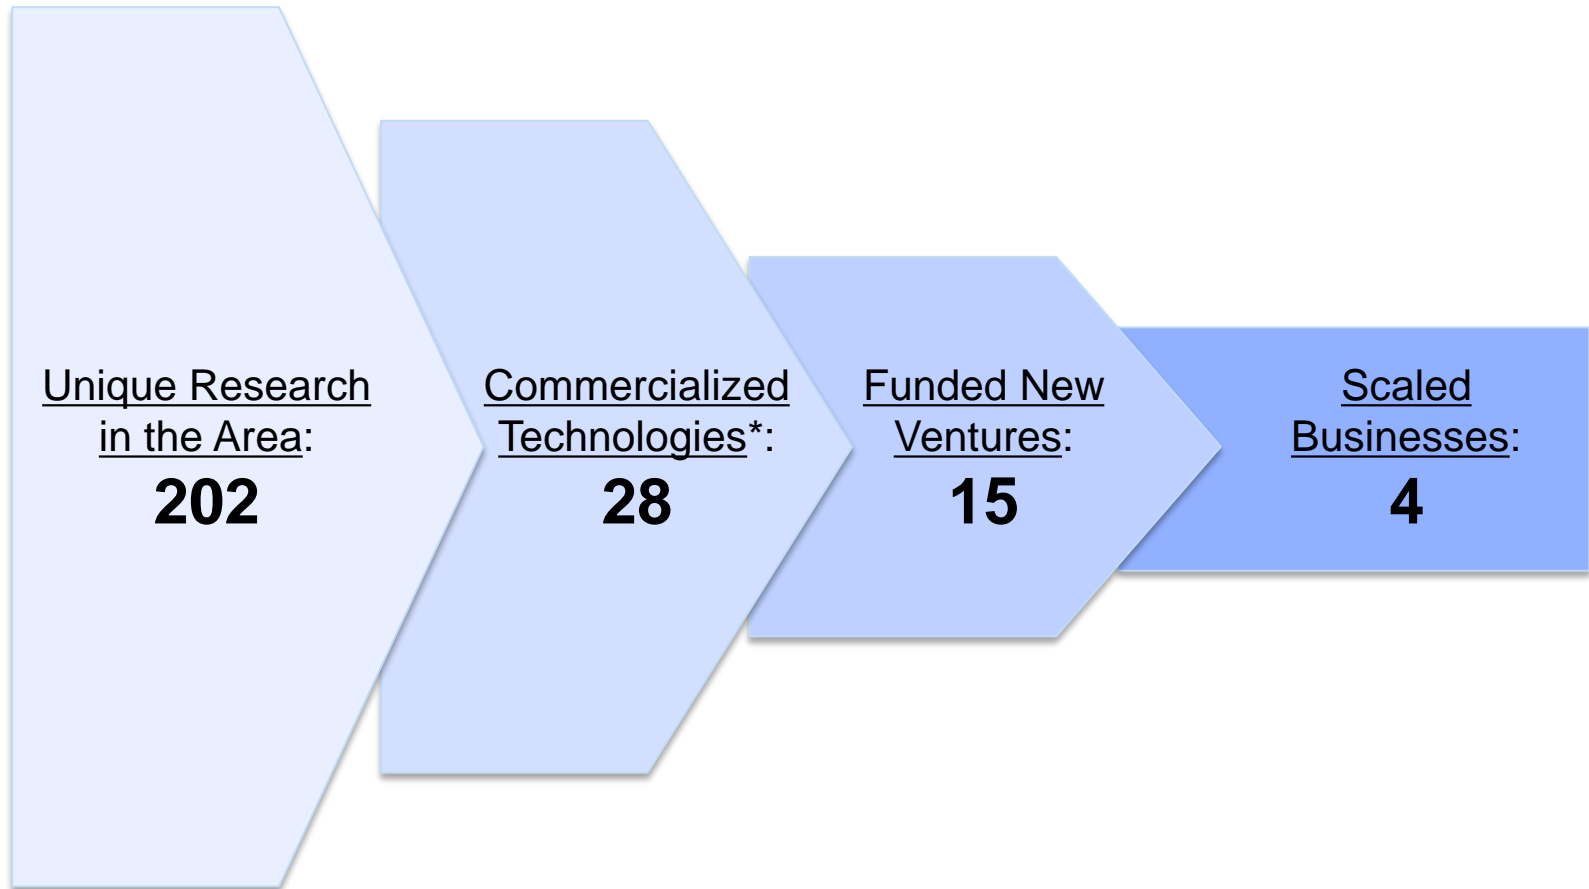 Unique Research
in the Area:
202
Commercialized
Technologies*:
28
Funded New
Ventures:
15
Scaled
Businesses:
4